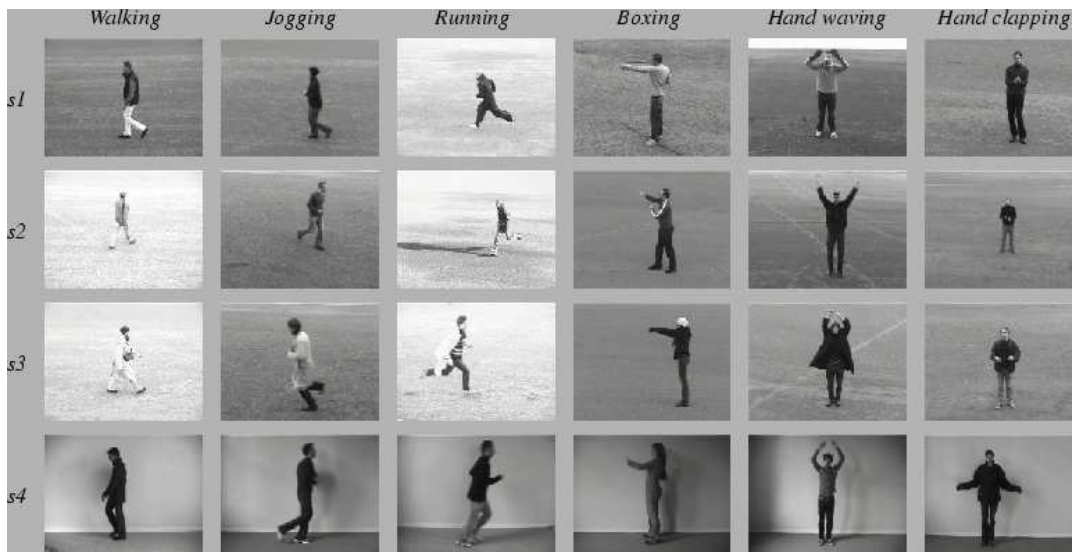 Walking Jogging Running Boxing Hand waving Hand clapping
s1
s2
s3
s4